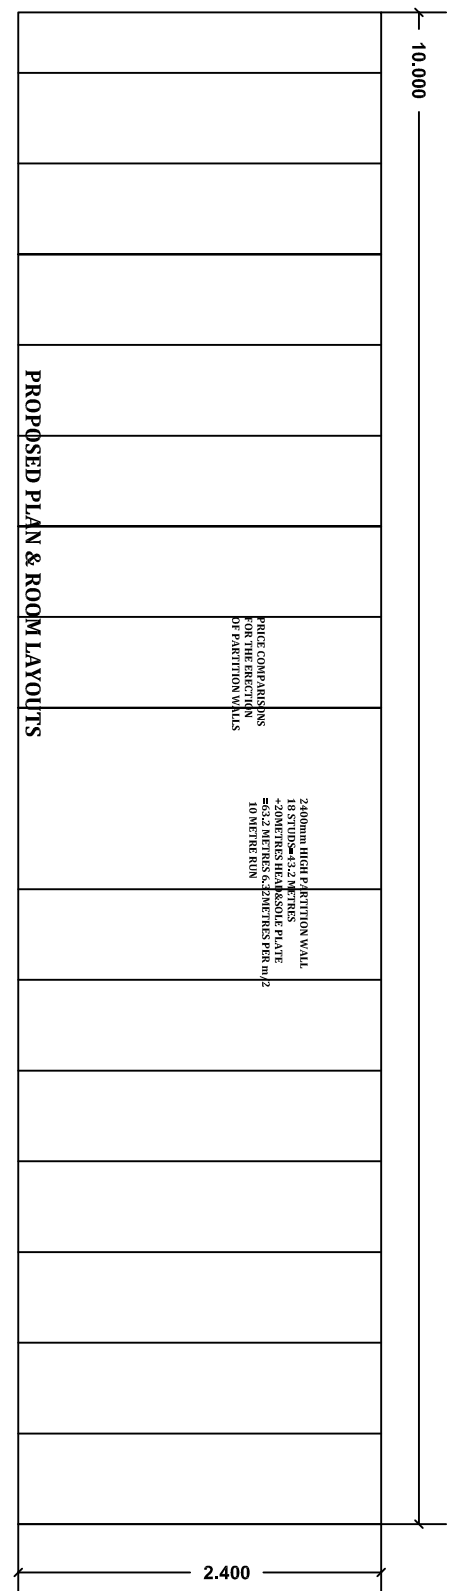 10.000
PROPOSED PLAN & ROOM LAYOUTS
PRICE COMPARISONS
FOR THE ERECTION
OF PARTITION WALLS
2400mm HIGH PARTITION WALL
18 STUDS=43.2 METRES
+20METRES HEAD&SOLE PLATE
=63.2 METRES 6.32METRES PER m/2
10 METRE RUN
2.400